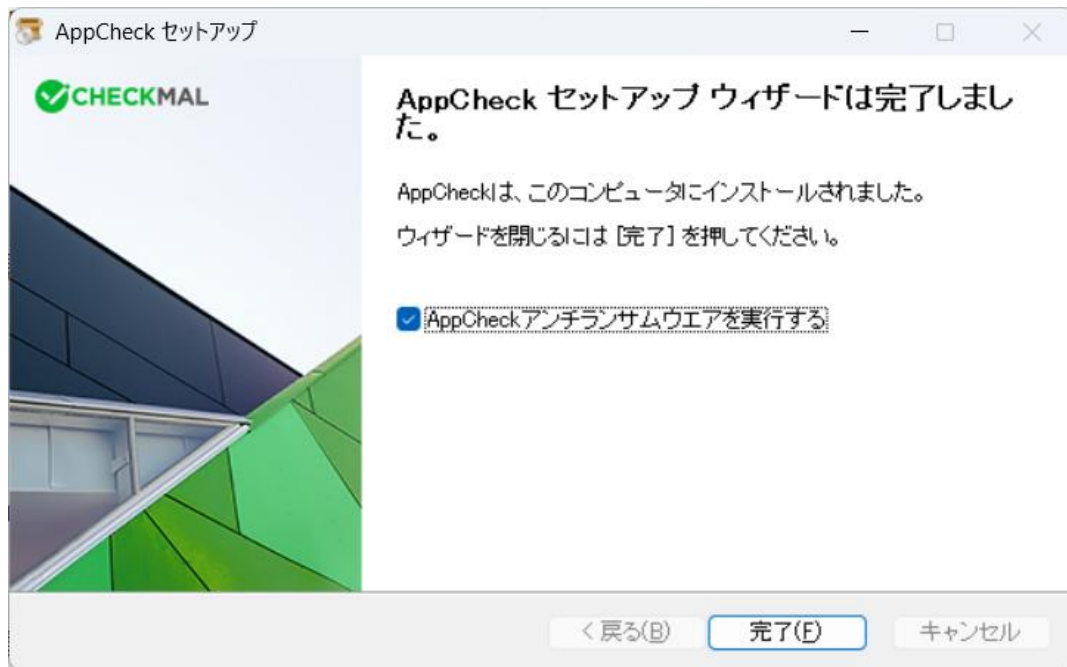 AppCheck セットアップ
CHECKMAL
AppCheck セットアップ ウィザードは完了しまし
た。
AppCheckは、このコンピュータにインストールされました。
ウィザードを閉じるには [完了] を押してください。
AppCheckアンチランサムウエアを実行する
< 戻る(B)
完了(F)
キャンセル